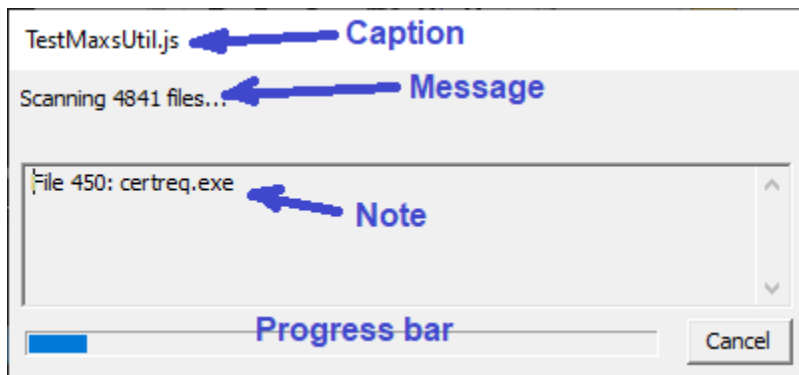 TestMaxsUtil.js Caption
Scanning 4841 files... Message
File 450: certreq.exe
Note
Progress bar
Cancel